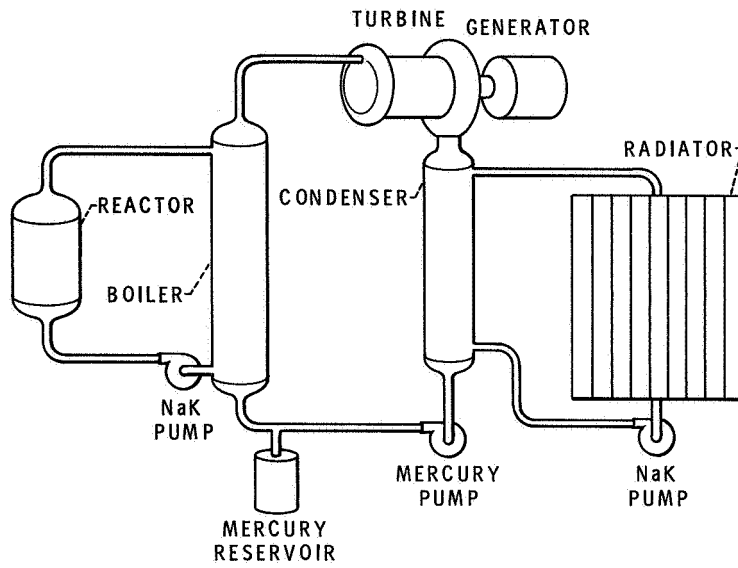 TURBINE
GENERATOR
RADIATOR
CONDENSER
REACTOR
BOILER
NaK
PUMP
MERCURY
PUMP
NaK
PUMP
MERCURY
RESERVOIR